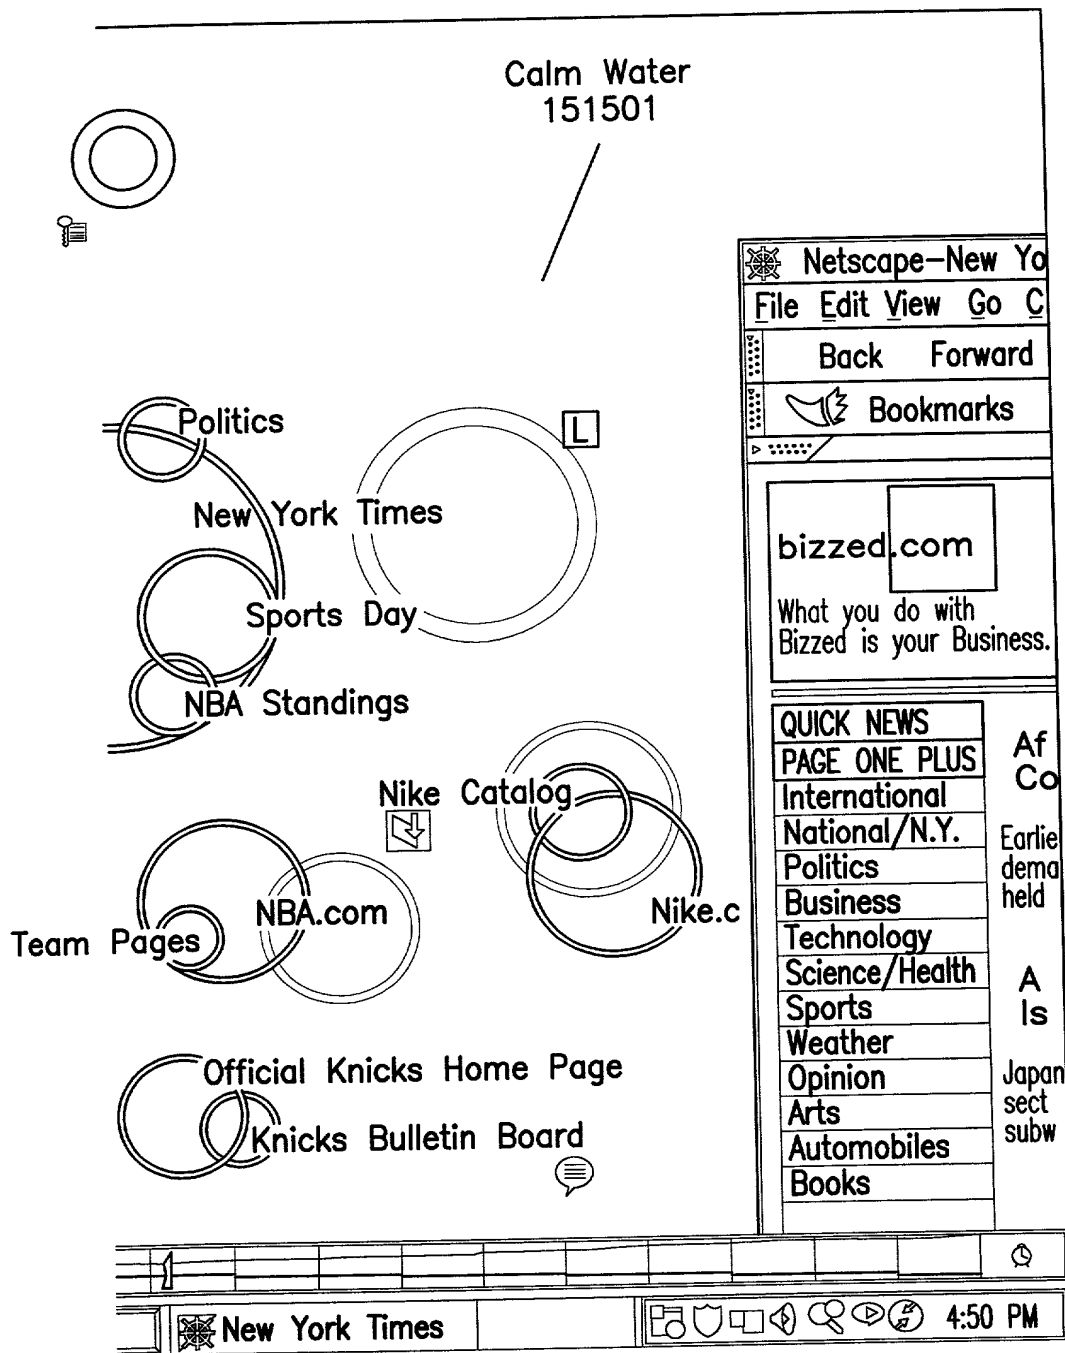 Calm Water
151501
Netscape-New Yo
File Edit View Go C
Back Forward
Bookmarks
Politics
L
New York Times
bizzed.com
What you do with
Bizzed is your Business.
Sports Day
NBA Standings
Nike Catalog
NBA.com
Nike.c
Team Pages
Official Knicks Home Page
Knicks Bulletin Board
QUICK NEWS
PAGE ONE PLUS
International
National/N.Y.
Politics
Business
Technology
Science/Health
Sports
Weather
Opinion
Arts
Automobiles
Books
Af
Co
Earlie
dema
held
A
Is
Japan
sect
subw
New York Times
4:50 PM